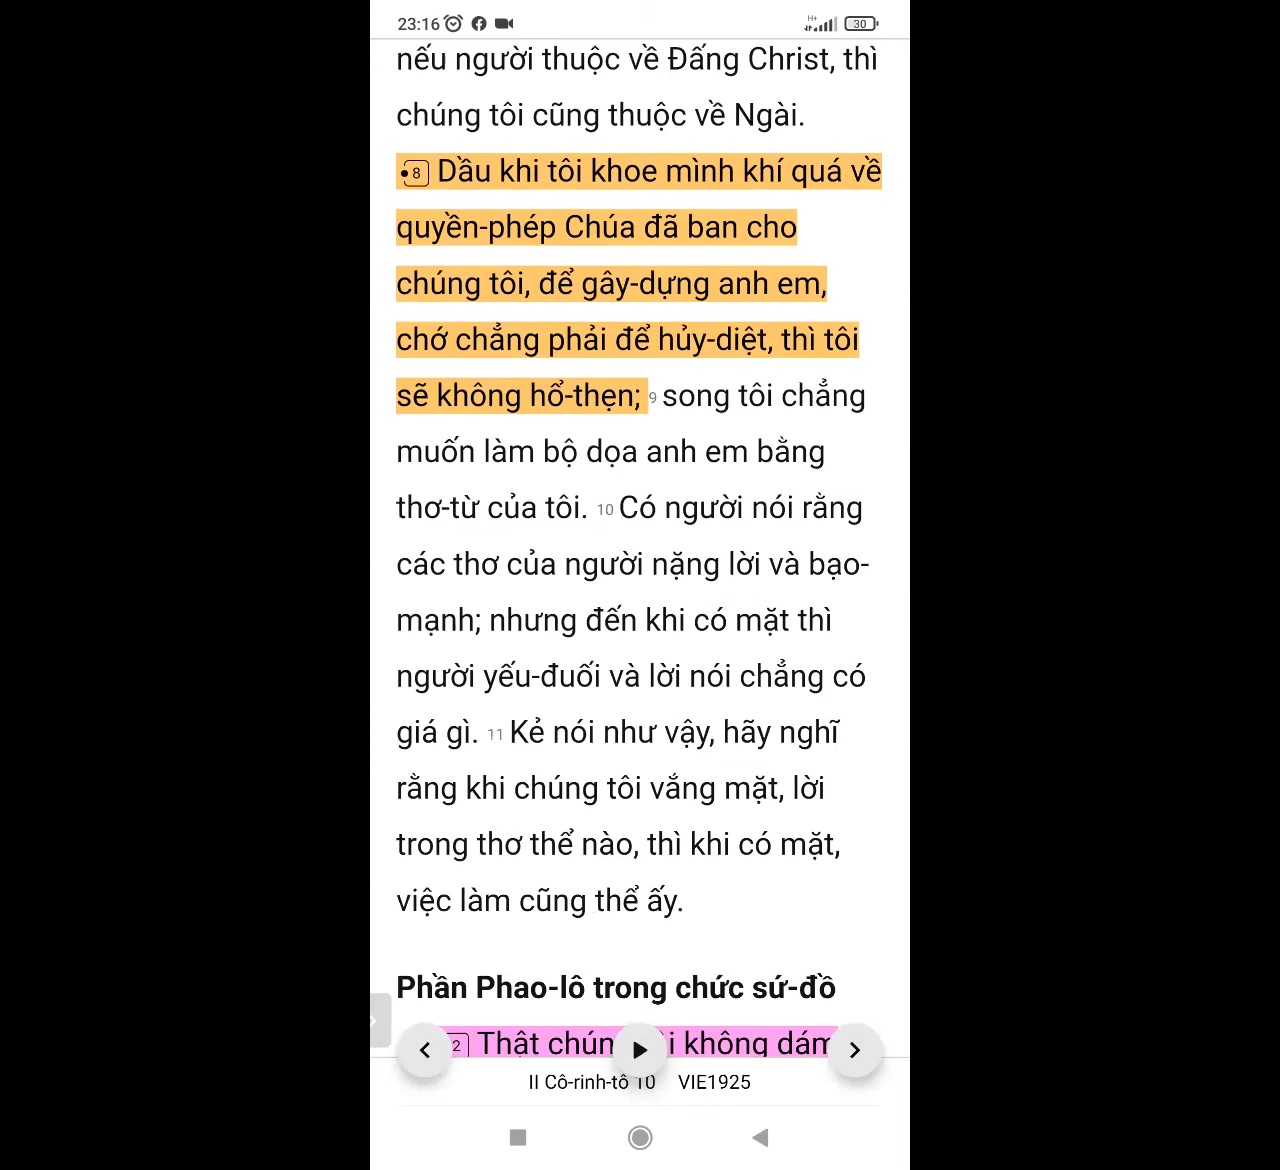 23:16
H+
30
nếu người thuộc về Đấng Christ, thì
chúng tôi cũng thuộc về Ngài.
8 Dầu khi tôi khoe mình khí quá về
quyền-phép Chúa đã ban cho
chúng tôi, để gây-dựng anh em,
chớ chẳng phải để hủy-diệt, thì tôi
sẽ không hổ-thẹn; 9 song tôi chẳng
muốn làm bộ dọa anh em bằng
thơ-từ của tôi. 10 Có người nói rằng
các thơ của người nặng lời và bạo-
mạnh; nhưng đến khi có mặt thì
người yếu-đuối và lời nói chẳng có
giá gì. 11 Kẻ nói như vậy, hãy nghĩ
rằng khi chúng tôi vắng mặt, lời
trong thơ thể nào, thì khi có mặt,
việc làm cũng thể ấy.
Phần Phao-lô trong chức sứ-đồ
2 Thật chún i không dám
II Cô-rinh-tô 10 VIE1925